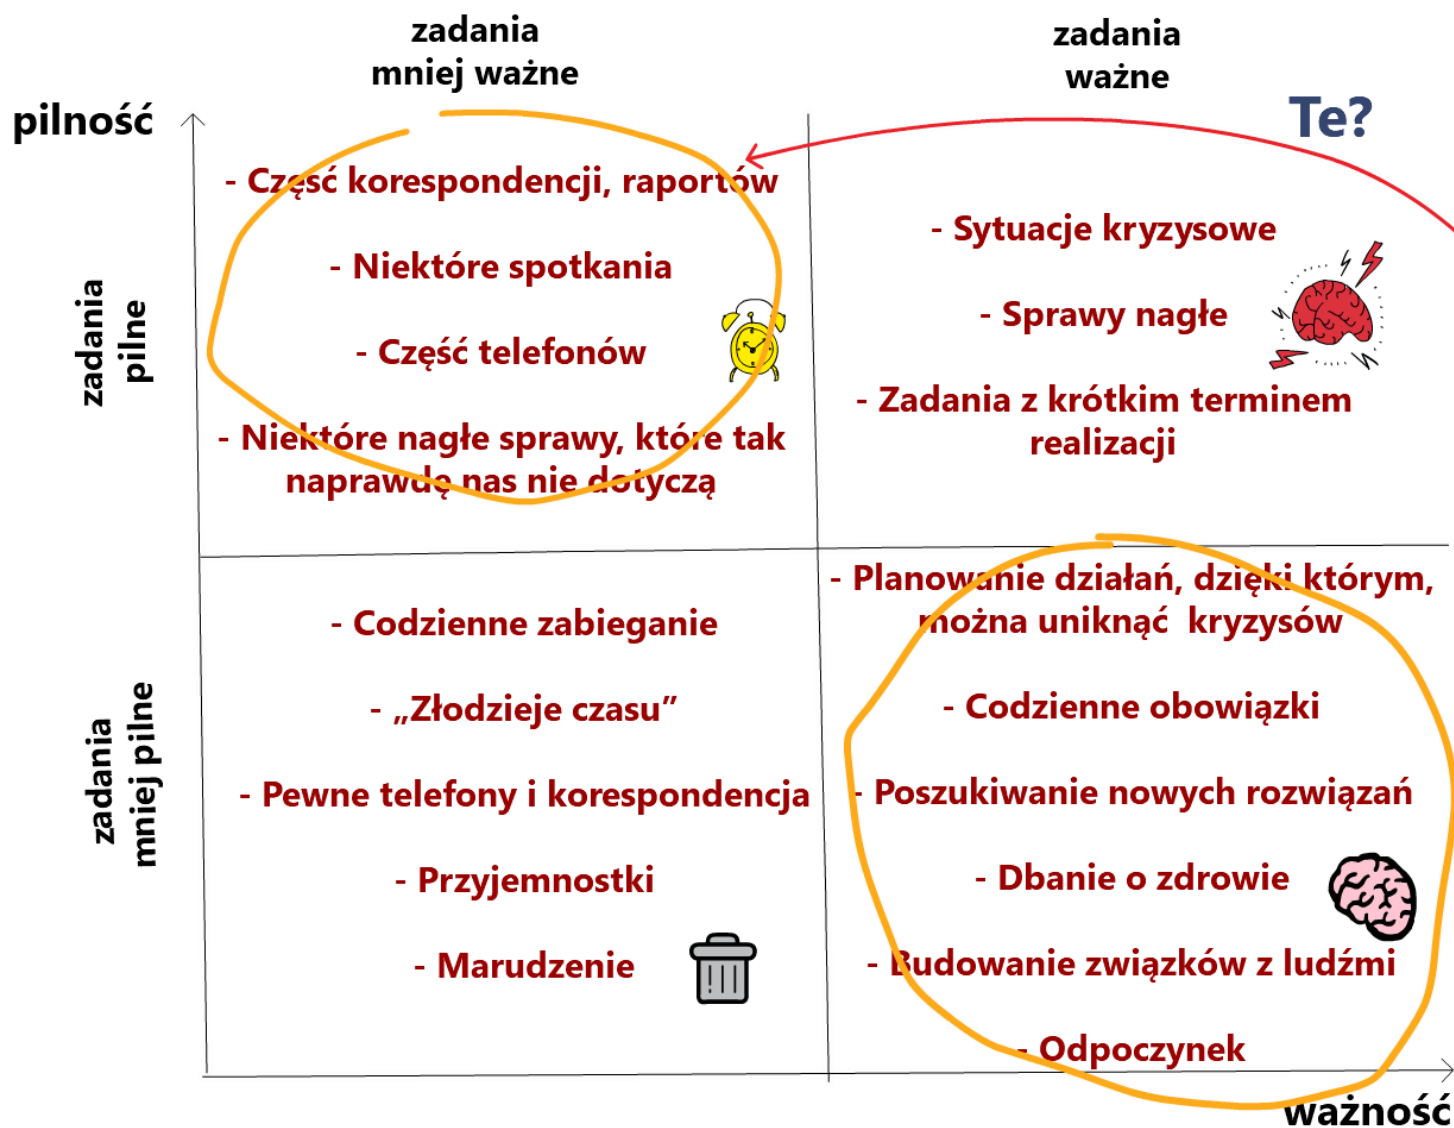 zadania
mniej ważne
zadania
ważne
pilność
Te?
zadania
pilne
- Część korespondencji, raportów
- Niektóre spotkania
- Część telefonów
- Niektóre nagłe sprawy, które tak
naprawdę nas nie dotyczą
- Sytuacje kryzysowe
- Sprawy nagłe
- Zadania z krótkim terminem
realizacji
zadania
mniej pilne
- Codzienne zabieganie
- „Złodzieje czasu”
- Pewne telefony i korespondencja
- Przyjemnostki
- Marudzenie
- Planowanie działań, dzięki którym,
można uniknąć kryzysów
- Codzienne obowiązki
- Poszukiwanie nowych rozwiązań
- Dbanie o zdrowie
- Budowanie związków z ludźmi
- Odpoczynek
ważność